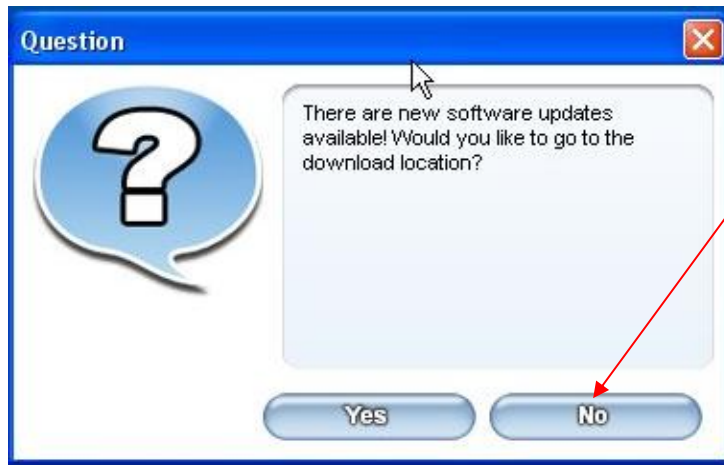 Question
There are new software updates
available! Would you like to go to the
download location?
Yes
No